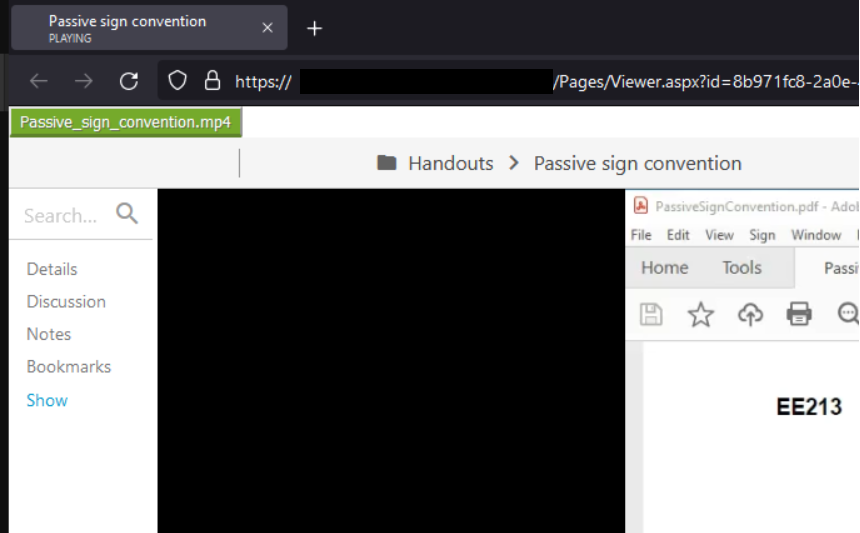 Passive sign convention
PLAYING
https:// /Pages/Viewer.aspx?id=8b971fc8-2a0e-
Passive_sign_convention.mp4
Handouts > Passive sign convention
Search...
Details
Discussion
Notes
Bookmarks
Show
PassiveSignConvention.pdf - Adob
File Edit View Sign Window
Home Tools Passi
EE213